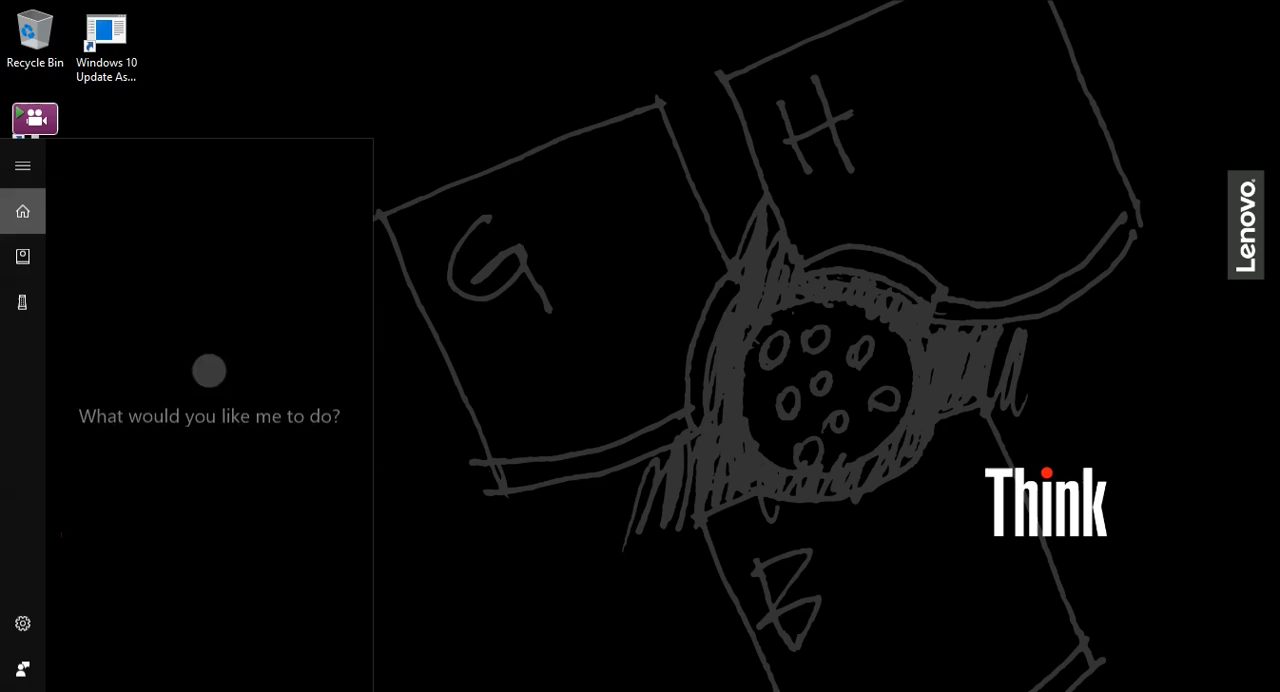 Recycle Bin
Windows 10
Update As...
What would you like me to do?
G
H
B
Lenovo
Think